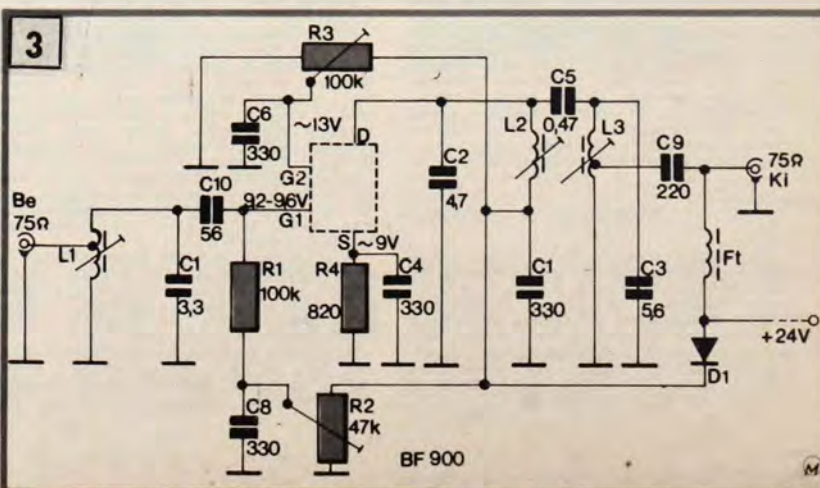 3
R3
100k
C6
330
~13V
D
G2
C5
0,47
L2
L3
C9
220
75Ω
Ki
Be
75Ω
C10
56
9,2-9,6V
G1
C2
4,7
S
~9V
L1
C1
3,3
R1
100k
R4
820
C4
330
C1
330
C3
5,6
Ft
+24V
D1
C8
330
R2
47k
BF 900
M